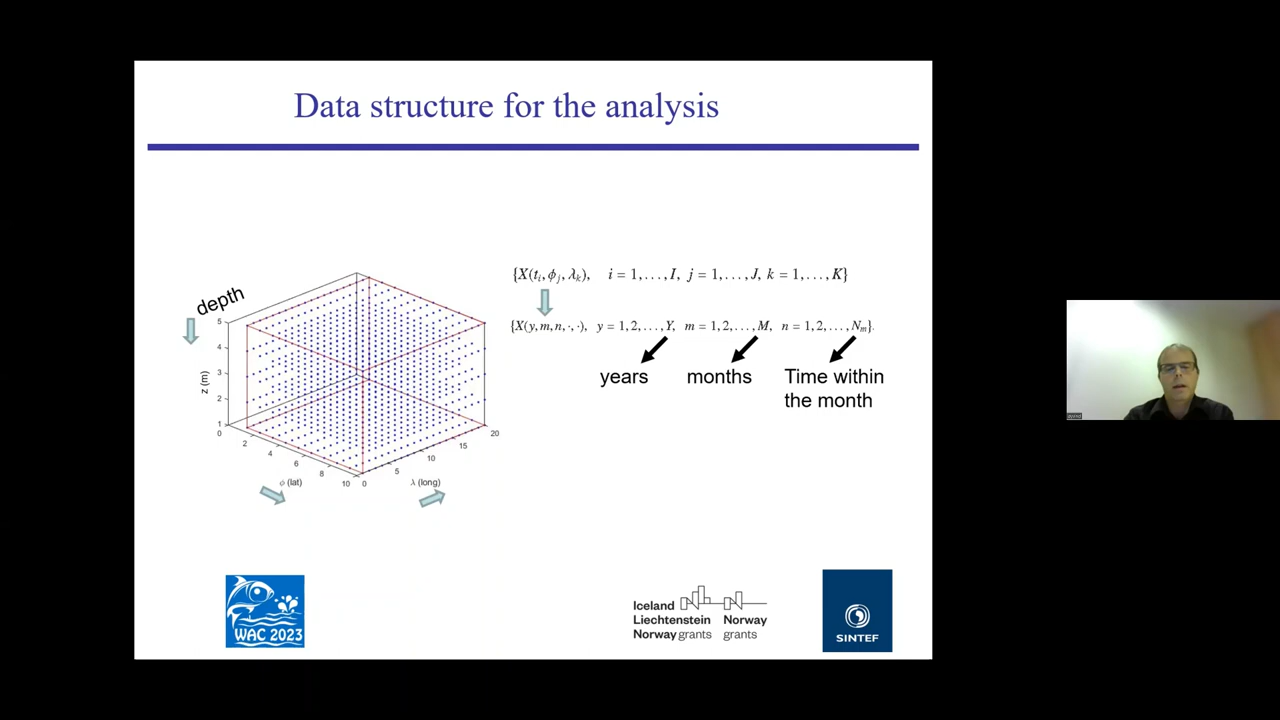 Data structure for the analysis
{X(t_i, ϕ_j, λ_k), i = 1, . . . , I, j = 1, . . . , J, k = 1, . . . , K}
{X(y, m, n, ·, ·), y = 1, 2, . . . , Y, m = 1, 2, . . . , M, n = 1, 2, . . . , N_m}.
years months Time within
the month
depth
5
4
3
2
1
z (m)
0
2
4
6
8
10
ϕ (lat)
0
5
10
15
20
λ (long)
WAC 2023
Iceland
Liechtenstein Norway
Norway grants grants
SINTEF